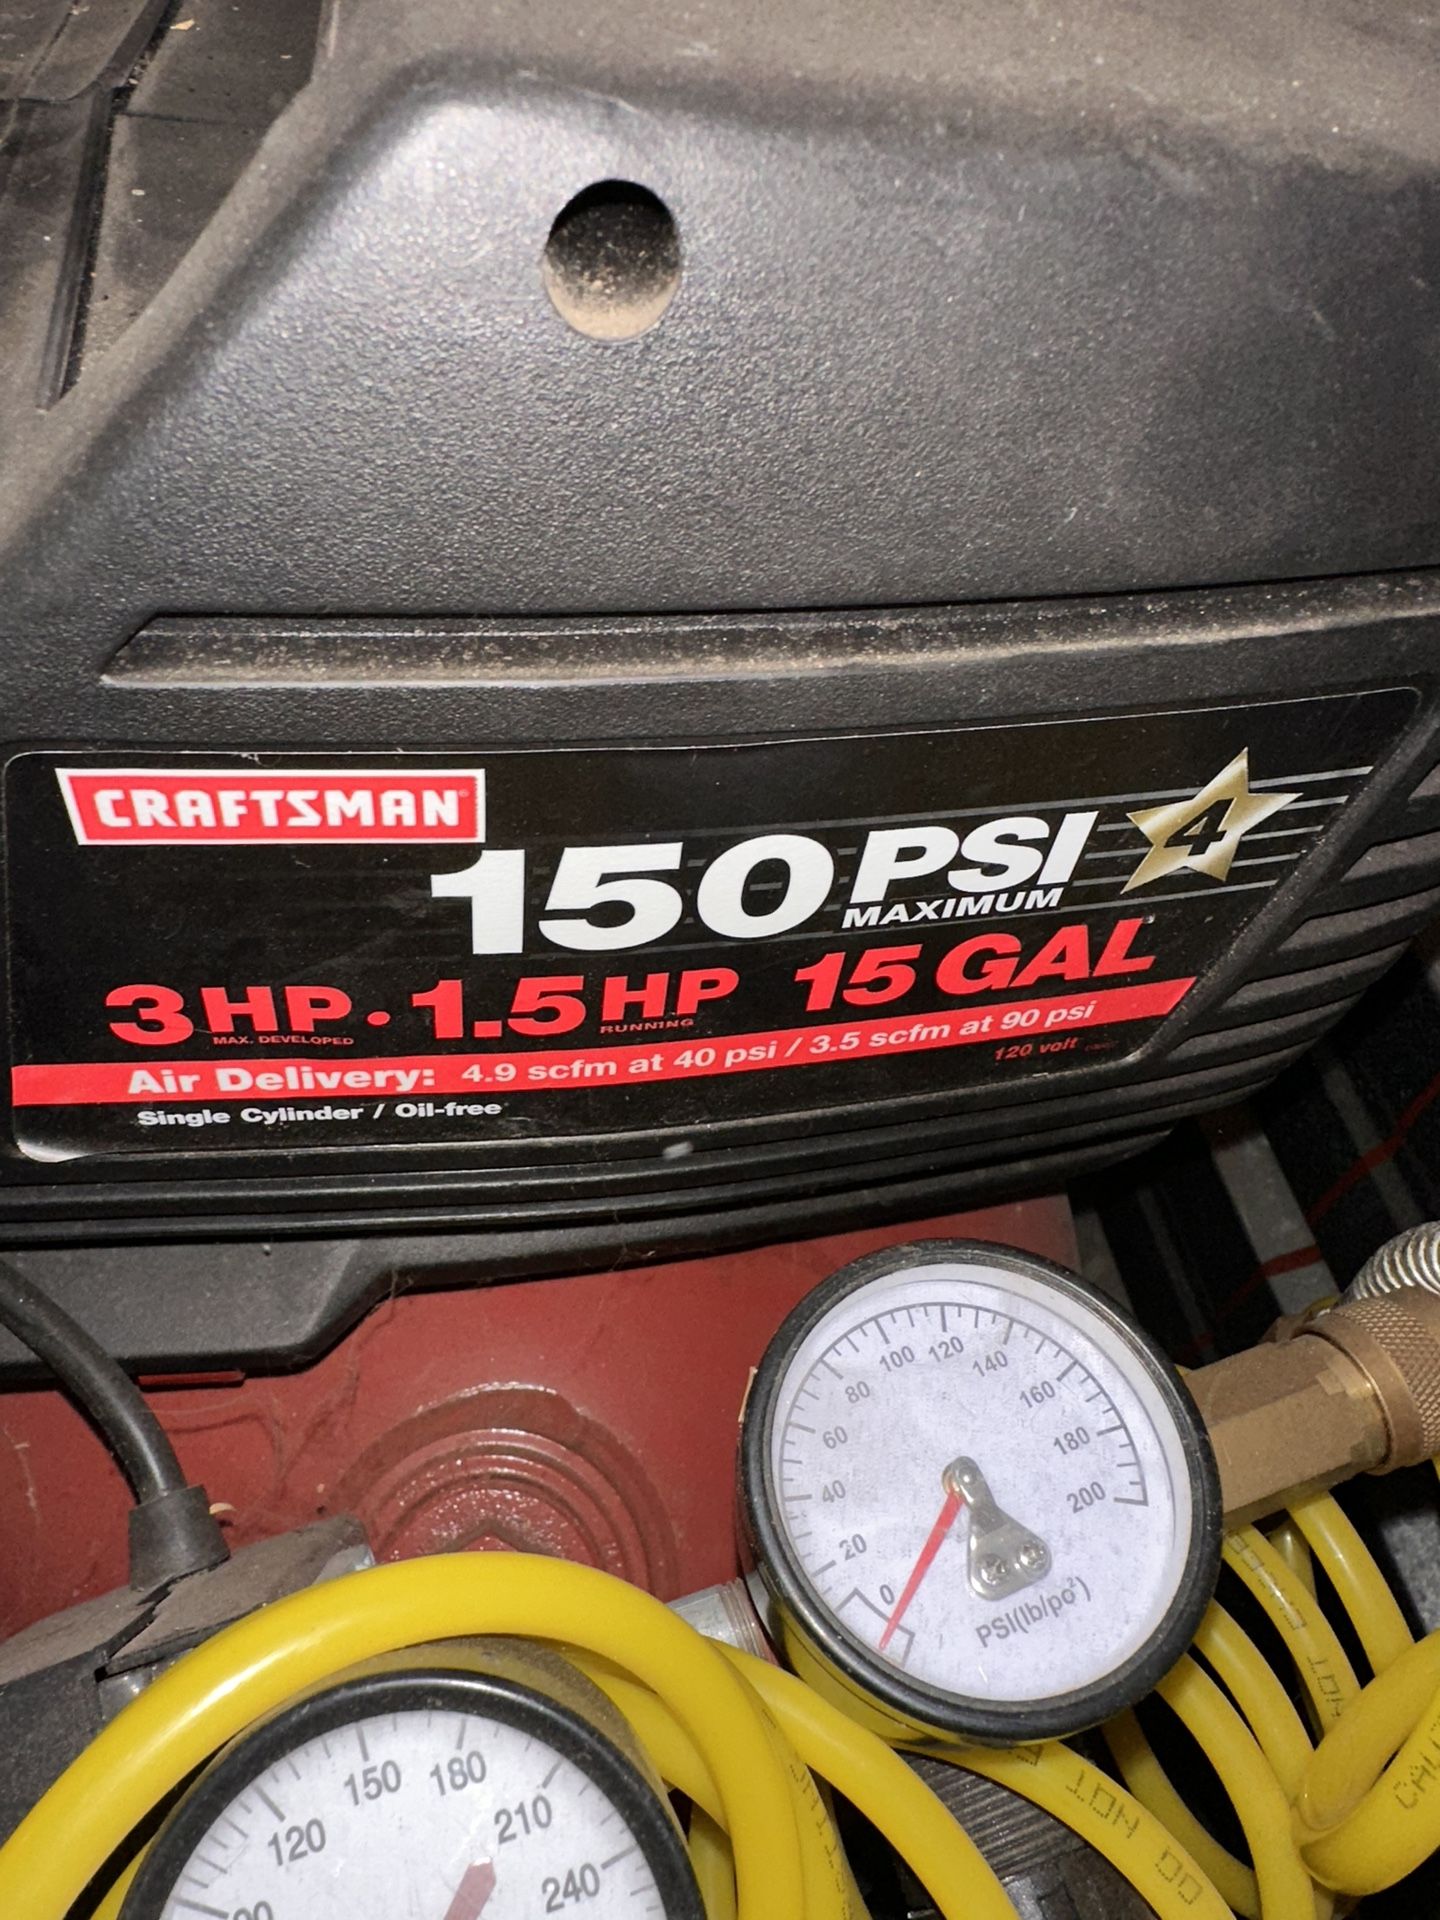 CRAFTSMAN
150 PSI
MAXIMUM
4
3 HP • 1.5 HP 15 GAL
MAX. DEVELOPED
RUNNING
Air Delivery: 4.9 scfm at 40 psi / 3.5 scfm at 90 psi
Single Cylinder / Oil-free
120 volt
0 20 40 60 80 100 120 140 160 180 200
PSI(lb/po²)
120 150 180 210 240
DO NOT